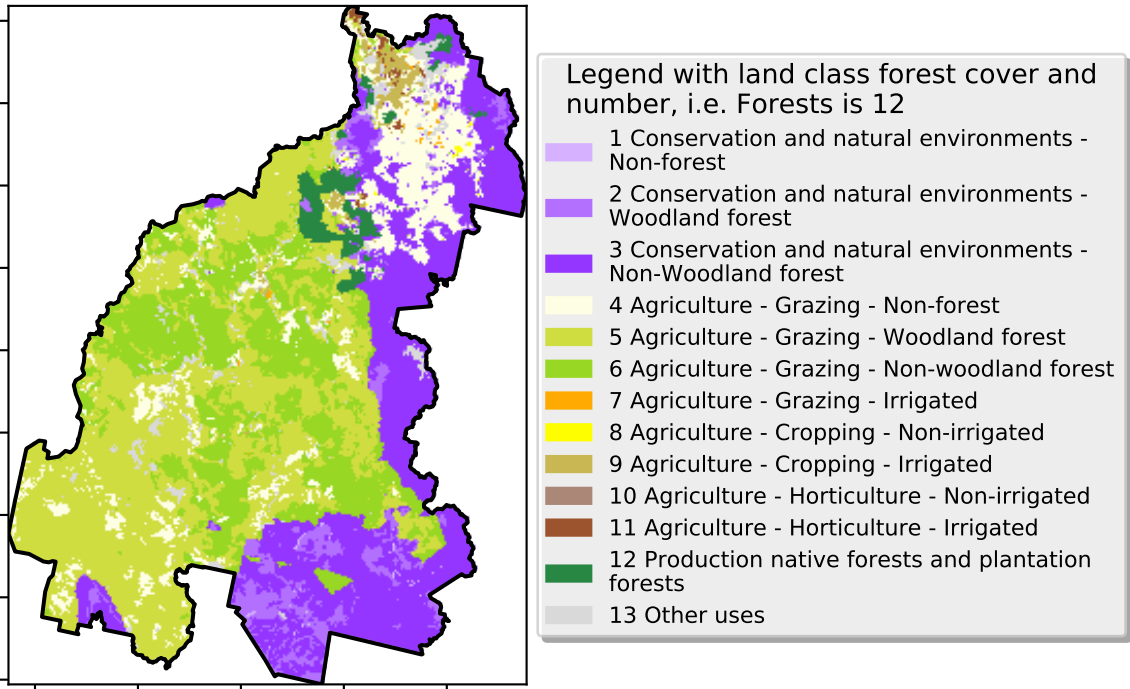 Legend with land class forest cover and
number, i.e. Forests is 12
1 Conservation and natural environments -
Non-forest
2 Conservation and natural environments -
Woodland forest
3 Conservation and natural environments -
Non-Woodland forest
4 Agriculture - Grazing - Non-forest
5 Agriculture - Grazing - Woodland forest
6 Agriculture - Grazing - Non-woodland forest
7 Agriculture - Grazing - Irrigated
8 Agriculture - Cropping - Non-irrigated
9 Agriculture - Cropping - Irrigated
10 Agriculture - Horticulture - Non-irrigated
11 Agriculture - Horticulture - Irrigated
12 Production native forests and plantation
forests
13 Other uses